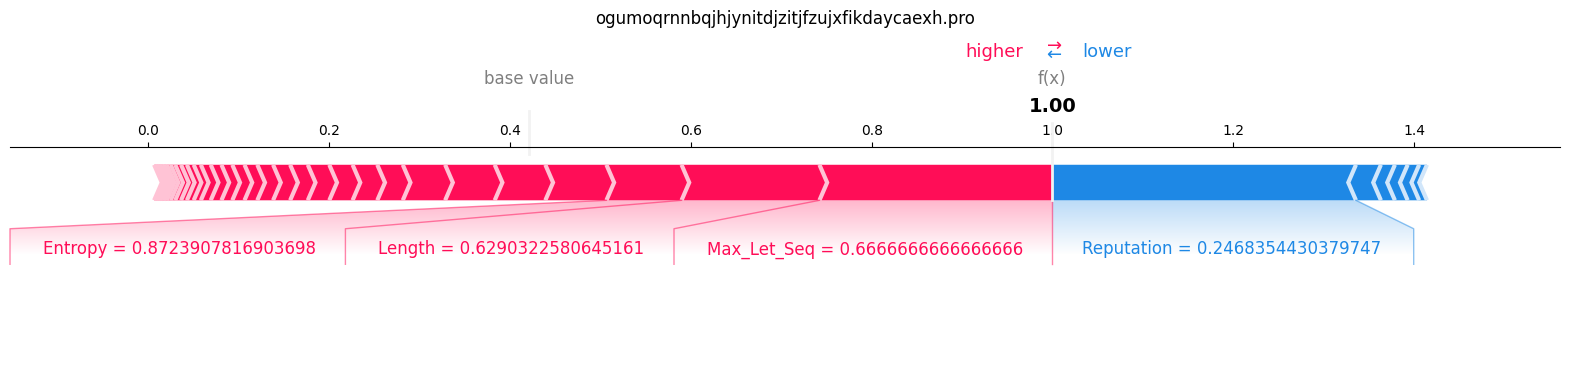 ogumoqrnnbqjhjynitdjzitjfzujxfikdaycaexh.pro
higher ⇄ lower
base value f(x)
1.00
0.0 0.2 0.4 0.6 0.8 1.0 1.2 1.4
Entropy = 0.8723907816903698 Length = 0.6290322580645161 Max_Let_Seq = 0.6666666666666666 Reputation = 0.2468354430379747